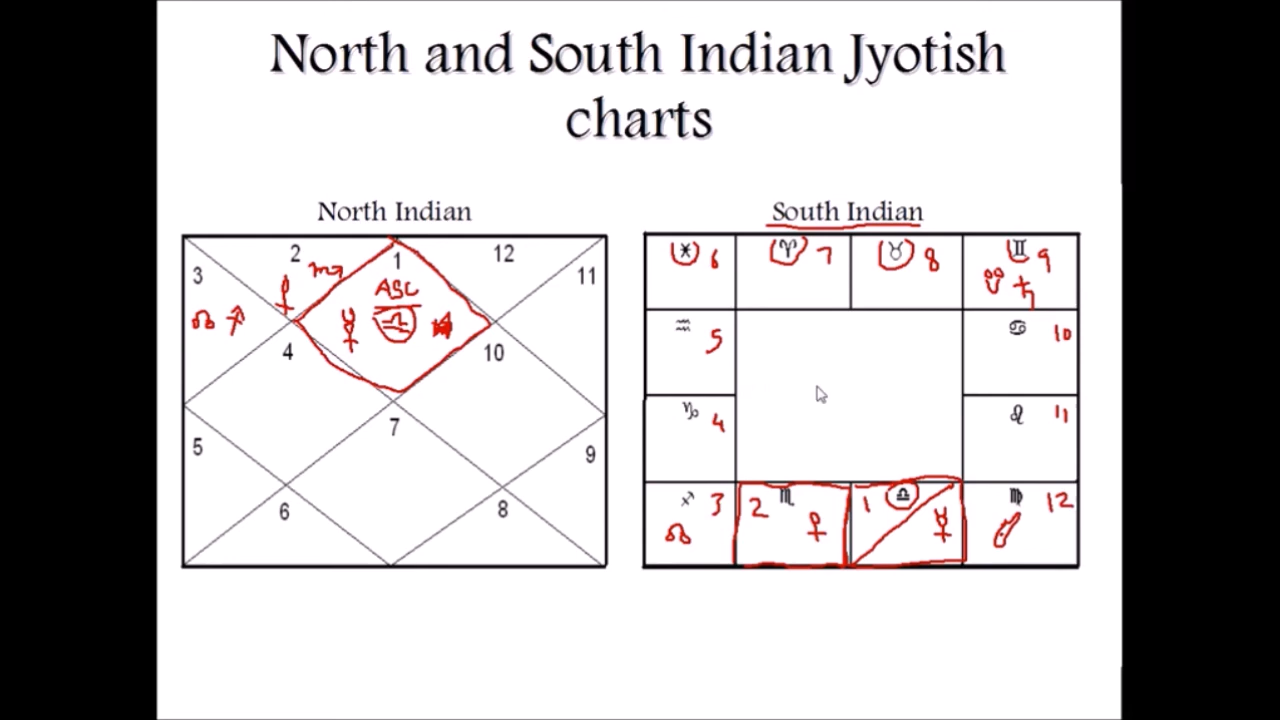 North and South Indian Jyotish
charts
North Indian
2 1 12
3 11
♏
ASC
☊ ♐ ♀ ☿ ♎
4 10
7
5 9
6 8
South Indian
♓ 6 ♈ 7 ♉ 8 ♊ 9
☋ ♄
♒ 5 ♋ 10
♑ 4 ♌ 11
♐ 3 2 ♏ 1 ♎ ♍ 12
☊ ♀ ☿